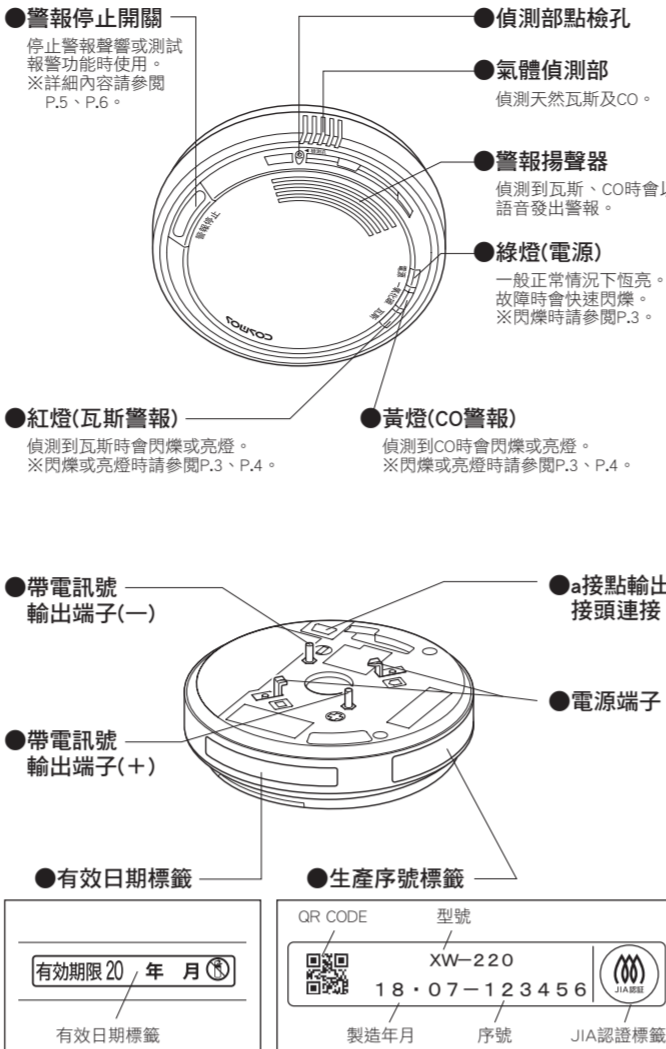 ●警報停止開關
停止警報聲響或測試
報警功能時使用。
※詳細內容請參閱
P.5、P.6。
●偵測部點檢孔
●氣體偵測部
偵測天然瓦斯及CO。
●警報揚聲器
偵測到瓦斯、CO時會以
語音發出警報。
●綠燈(電源)
一般正常情況下恆亮。
故障時會快速閃爍。
※閃爍時請參閱P.3。
警報停止
電源
瓦斯
COSMOS
●紅燈(瓦斯警報)
偵測到瓦斯時會閃爍或亮燈。
※閃爍或亮燈時請參閱P.3、P.4。
●黃燈(CO警報)
偵測到CO時會閃爍或亮燈。
※閃爍或亮燈時請參閱P.3、P.4。
●帶電訊號
輸出端子(一)
●a接點輸出
接頭連接
●電源端子
●帶電訊號
輸出端子(＋)
●有效日期標籤
有効期限 20 年 月
有效日期標籤
●生產序號標籤
QR CODE
型號
XW-220
18・07-123456
JIA認証
製造年月
序號
JIA認證標籤